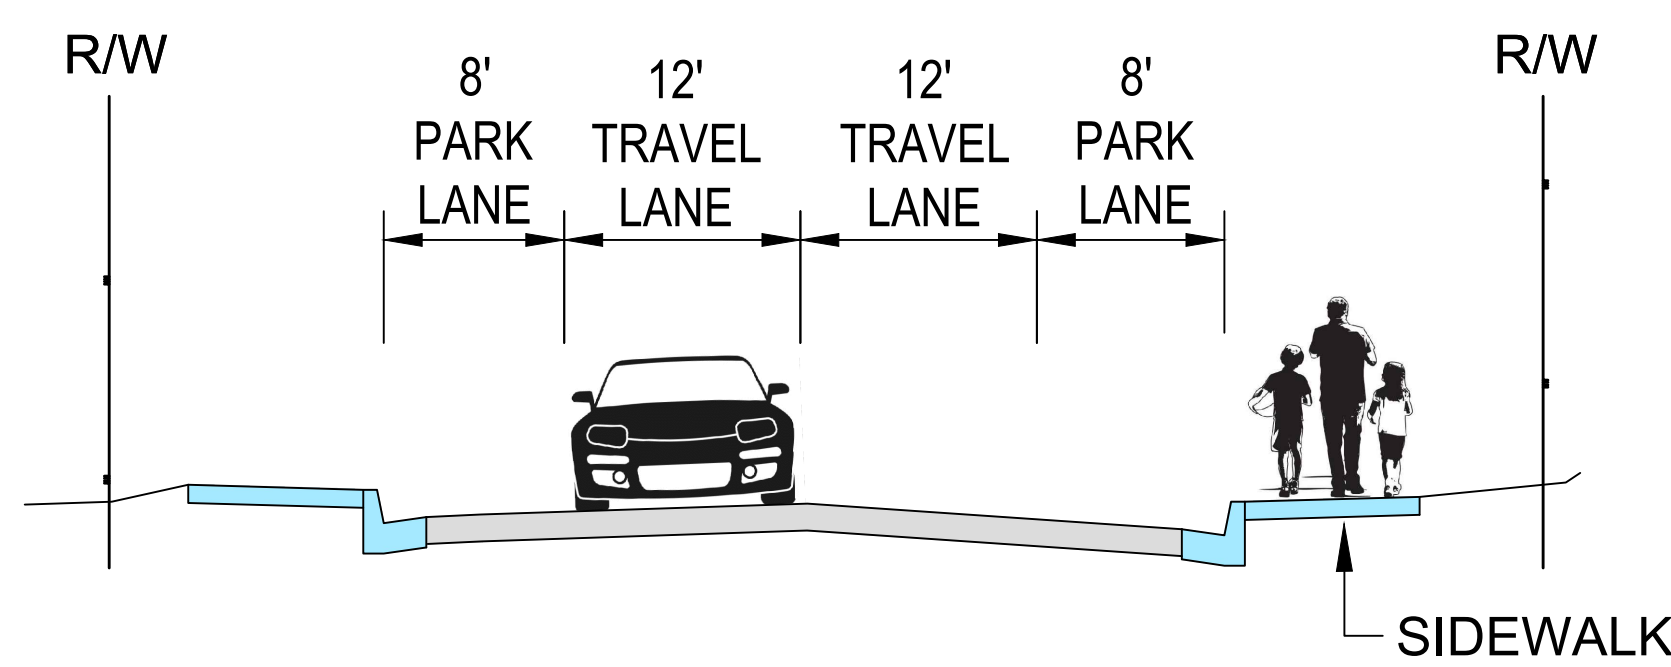 R/W
8'
PARK
LANE
12'
TRAVEL
LANE
12'
TRAVEL
LANE
8'
PARK
LANE
R/W
SIDEWALK